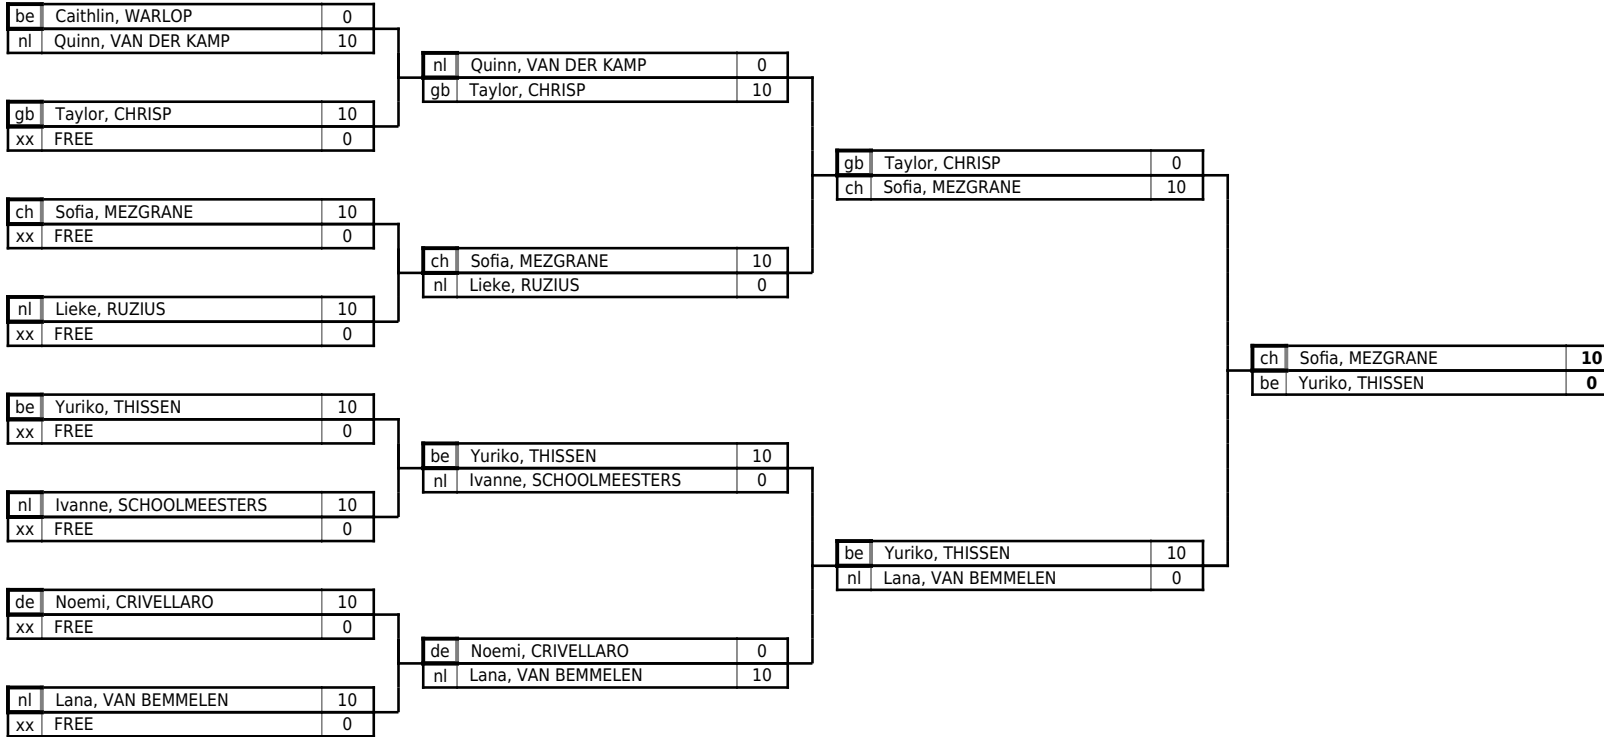 be Caithlin, WARLOP 0
nl Quinn, VAN DER KAMP 10
gb Taylor, CHRISP 10
xx FREE 0
ch Sofia, MEZGRANE 10
xx FREE 0
nl Lieke, RUZIUS 10
xx FREE 0
be Yuriko, THISSEN 10
xx FREE 0
nl Ivanne, SCHOOLMEESTERS 10
xx FREE 0
de Noemi, CRIVELLARO 10
xx FREE 0
nl Lana, VAN BEMMELEN 10
xx FREE 0
nl Quinn, VAN DER KAMP 0
gb Taylor, CHRISP 10
ch Sofia, MEZGRANE 10
nl Lieke, RUZIUS 0
be Yuriko, THISSEN 10
nl Ivanne, SCHOOLMEESTERS 0
de Noemi, CRIVELLARO 0
nl Lana, VAN BEMMELEN 10
gb Taylor, CHRISP 0
ch Sofia, MEZGRANE 10
be Yuriko, THISSEN 10
nl Lana, VAN BEMMELEN 0
ch Sofia, MEZGRANE 10
be Yuriko, THISSEN 0